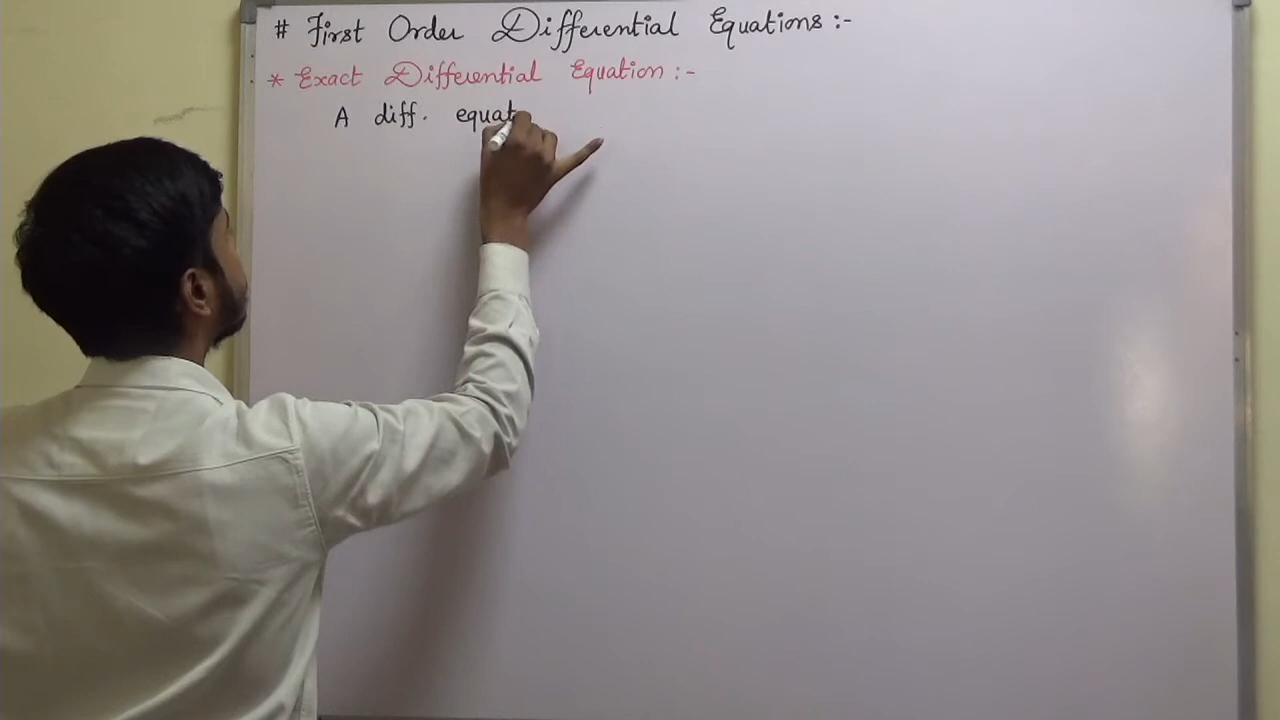 # First Order Differential Equations :-
* Exact Differential Equation :-
A diff. equat